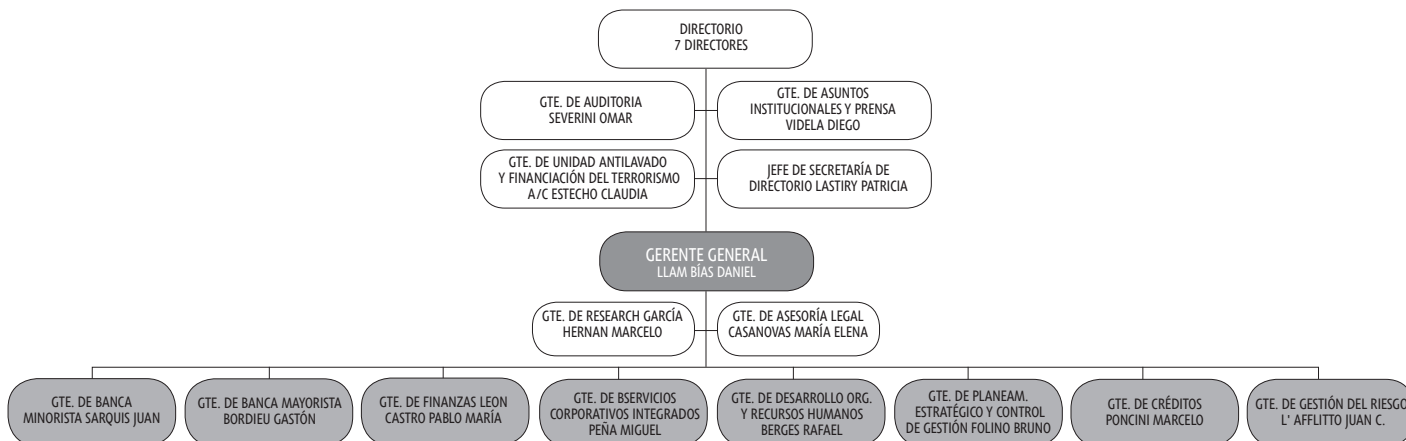 DIRECTORIO
7 DIRECTORES
GTE. DE AUDITORIA
SEVERINI OMAR
GTE. DE ASUNTOS
INSTITUCIONALES Y PRENSA
VIDELA DIEGO
GTE. DE UNIDAD ANTILAVADO
Y FINANCIACIÓN DEL TERRORISMO
A/C ESTECHO CLAUDIA
JEFE DE SECRETARÍA DE
DIRECTORIO LASTIRY PATRICIA
GERENTE GENERAL
LLAM BÍAS DANIEL
GTE. DE RESEARCH GARCÍA
HERNAN MARCELO
GTE. DE ASESORÍA LEGAL
CASANOVAS MARÍA ELENA
GTE. DE BANCA
MINORISTA SARQUIS JUAN
GTE. DE BANCA MAYORISTA
BORDIEU GASTÓN
GTE. DE FINANZAS LEON
CASTRO PABLO MARÍA
GTE. DE BSERVICIOS
CORPORATIVOS INTEGRADOS
PEÑA MIGUEL
GTE. DE DESARROLLO ORG.
Y RECURSOS HUMANOS
BERGES RAFAEL
GTE. DE PLANEAM.
ESTRATÉGICO Y CONTROL
DE GESTIÓN FOLINO BRUNO
GTE. DE CRÉDITOS
PONCINI MARCELO
GTE. DE GESTIÓN DEL RIESGO
L' AFFLITTO JUAN C.